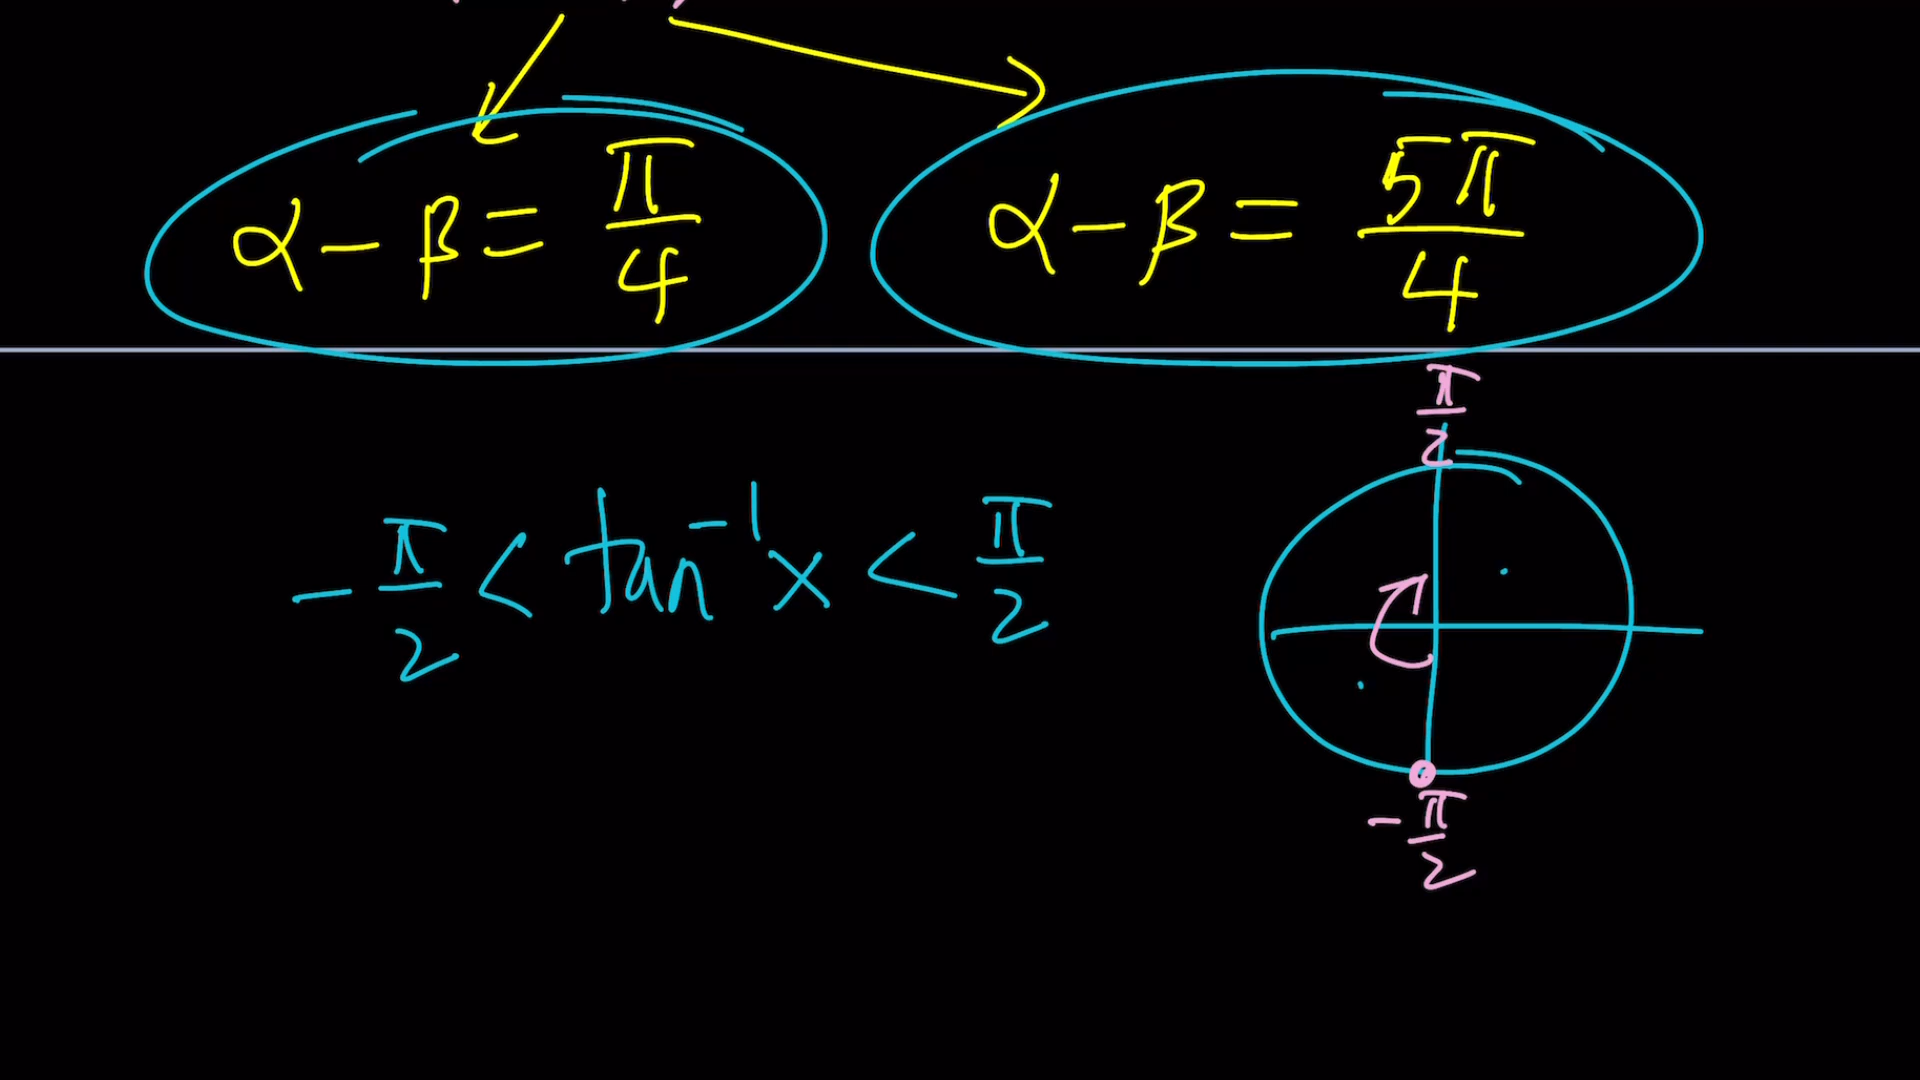 α − β = π/4
α − β = 5π/4
π/2
−π/2 < tan⁻¹x < π/2
−π/2